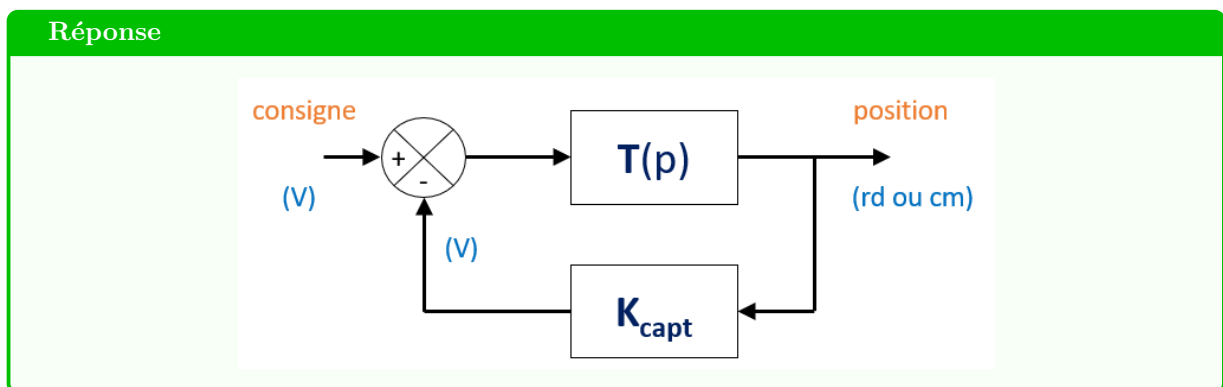 Réponse
consigne
position
+
T(p)
-
(V)
(rd ou cm)
(V)
Kcapt